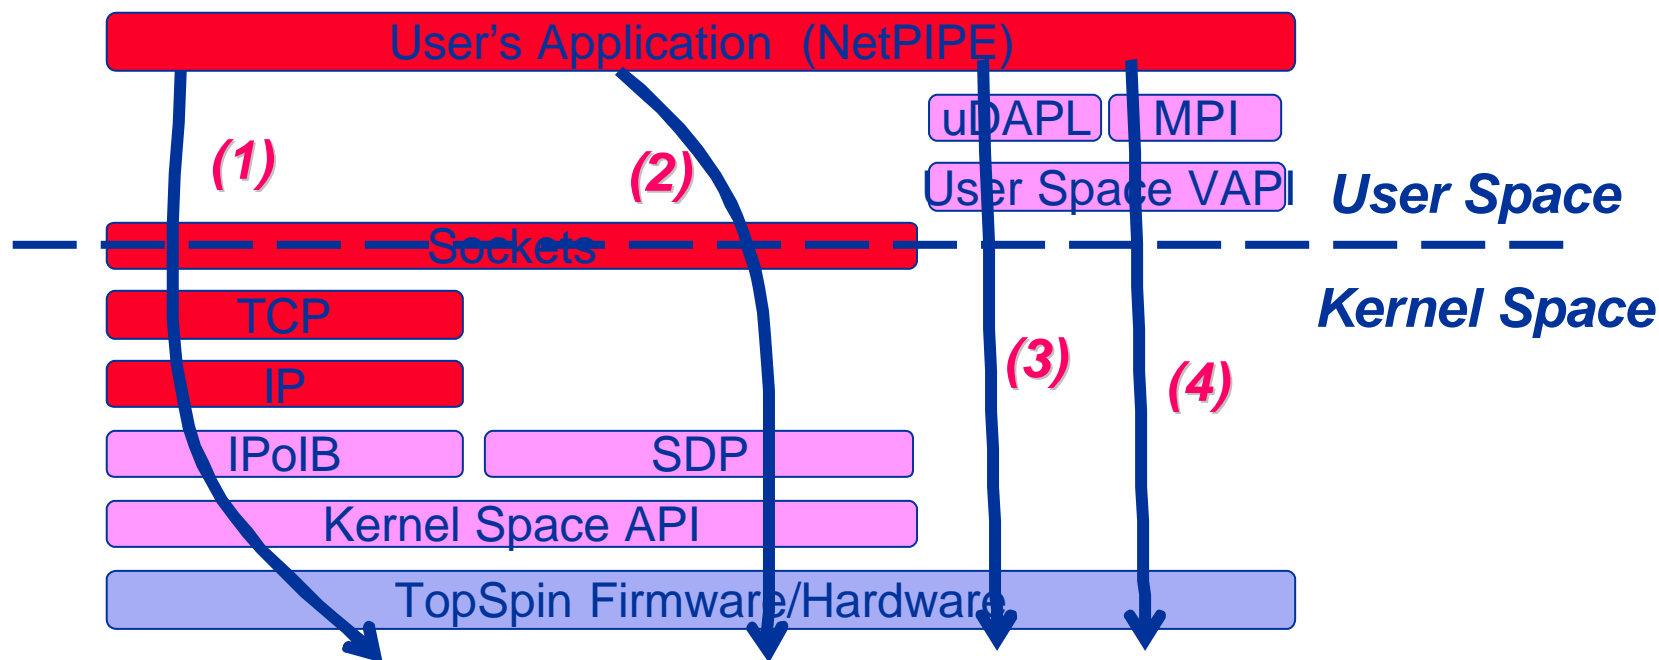 User’s Application (NetPIPE)
uDAPL
MPI
(1)
(2)
User Space VAPI
User Space
Sockets
Kernel Space
TCP
(3)
IP
(4)
IPoIB
SDP
Kernel Space API
TopSpin Firmware/Hardware